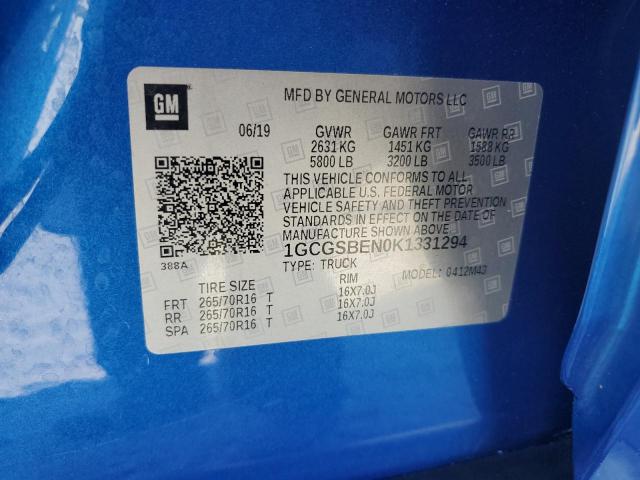 GM
MFD BY GENERAL MOTORS LLC
06/19 GVWR GAWR FRT GAWR RR
2631 KG 1451 KG 1588 KG
5800 LB 3200 LB 3500 LB
THIS VEHICLE CONFORMS TO ALL
APPLICABLE U.S. FEDERAL MOTOR
VEHICLE SAFETY AND THEFT PREVENTION
STANDARDS IN EFFECT ON THE DATE OF
MANUFACTURE SHOWN ABOVE.
388A
1GCGSBEN0K1331294
TYPE: TRUCK MODEL: 0412M43
TIRE SIZE RIM
FRT 265/70R16 T 16X7.0J
RR 265/70R16 T 16X7.0J
SPA 265/70R16 T 16X7.0J